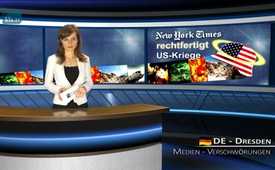 New York Times
rechtfertigt
US-Kriege
DE - Dresden
Medien - Verschwörungen